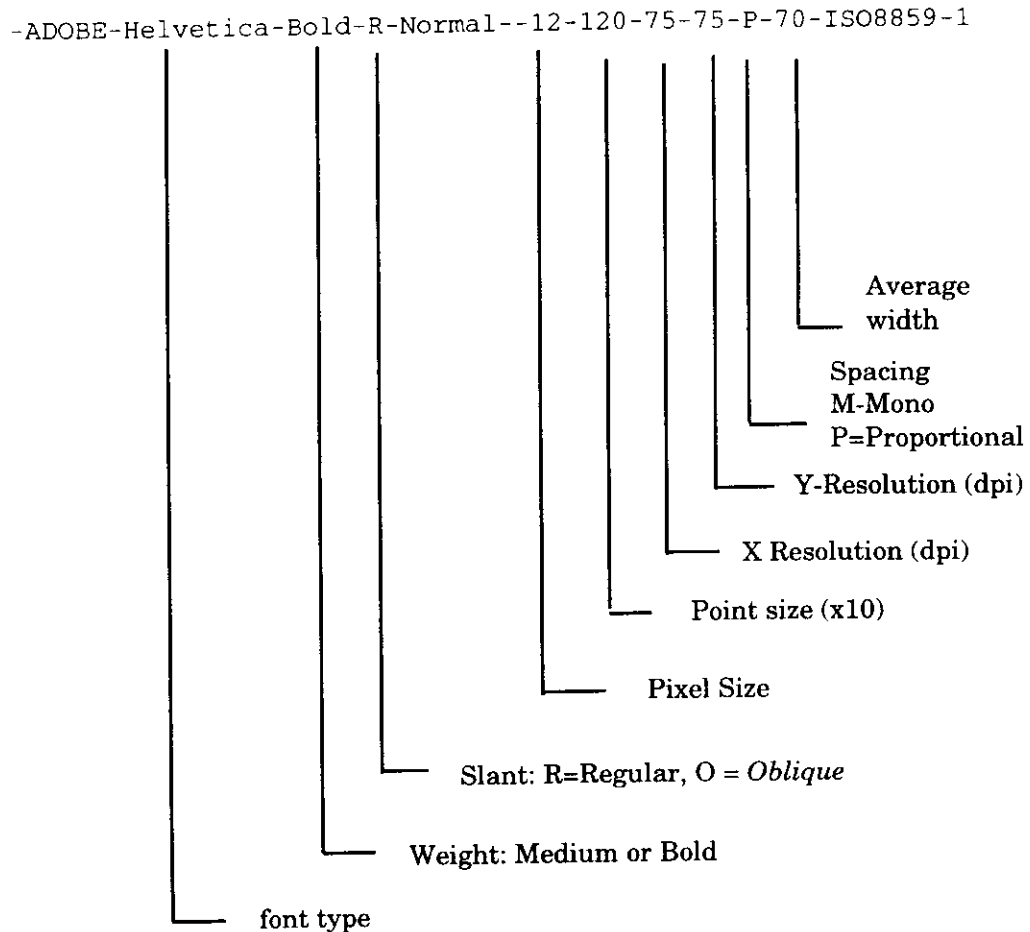 -ADOBE-Helvetica-Bold-R-Normal--12-120-75-75-P-70-ISO8859-1
Average
width
Spacing
M-Mono
P=Proportional
Y-Resolution (dpi)
X Resolution (dpi)
Point size (x10)
Pixel Size
Slant: R=Regular, O = Oblique
Weight: Medium or Bold
font type